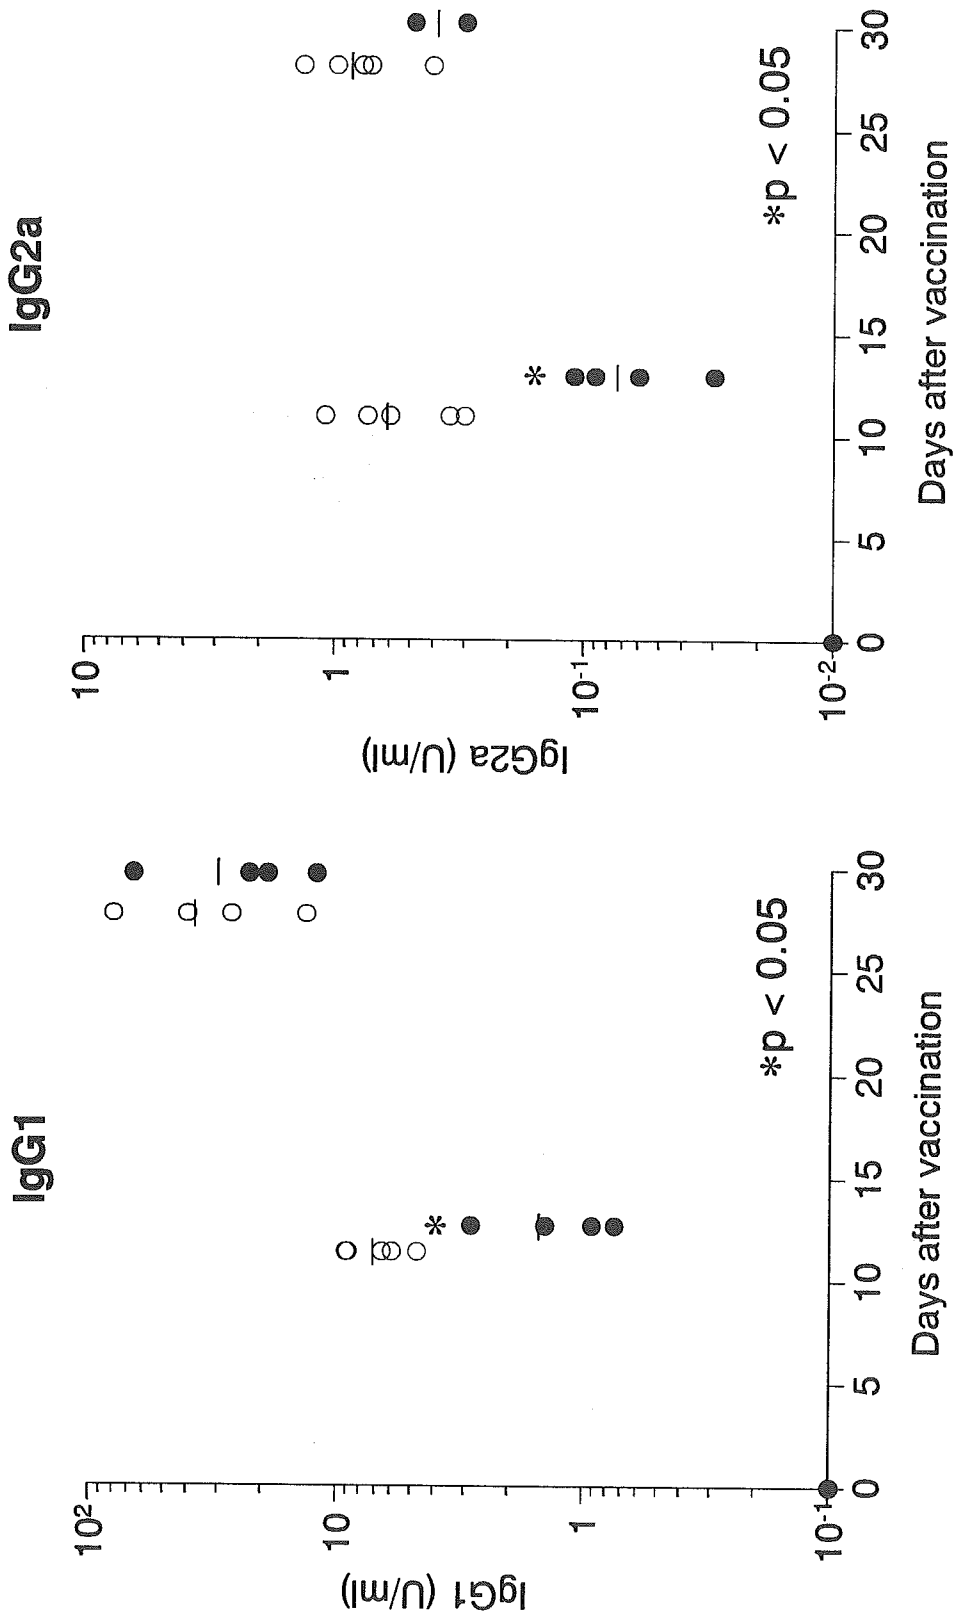 IgG1
IgG1 (U/ml)
10²
10
1
10⁻¹
0 5 10 15 20 25 30
*
*p < 0.05
Days after vaccination
IgG2a
IgG2a (U/ml)
10
1
10⁻¹
10⁻²
0 5 10 15 20 25 30
*
*p < 0.05
Days after vaccination